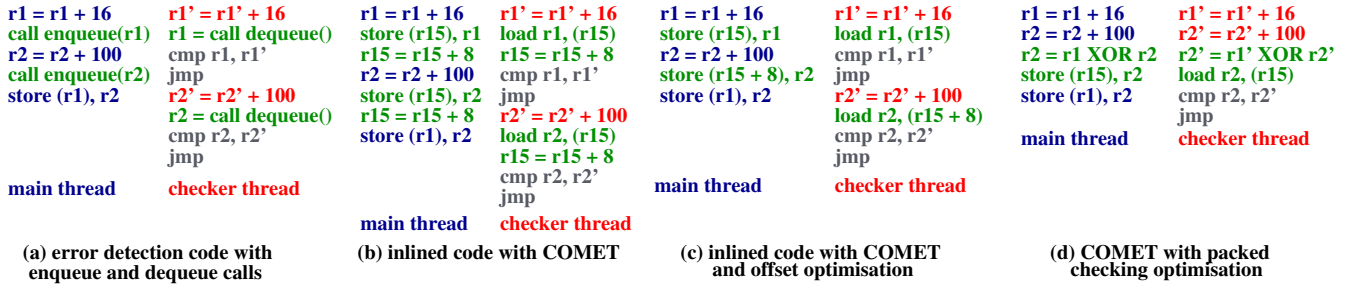 r1 = r1 + 16
call enqueue(r1)
r2 = r2 + 100
call enqueue(r2)
store (r1), r2
main thread
r1’ = r1’ + 16
r1 = call dequeue()
cmp r1, r1’
jmp
r2’ = r2’ + 100
r2 = call dequeue()
cmp r2, r2’
jmp
checker thread
(a) error detection code with
enqueue and dequeue calls
r1 = r1 + 16
store (r15), r1
r15 = r15 + 8
r2 = r2 + 100
store (r15), r2
r15 = r15 + 8
store (r1), r2
main thread
r1’ = r1’ + 16
load r1, (r15)
r15 = r15 + 8
cmp r1, r1’
jmp
r2’ = r2’ + 100
load r2, (r15)
r15 = r15 + 8
cmp r2, r2’
jmp
checker thread
(b) inlined code with COMET
r1 = r1 + 16
store (r15), r1
r2 = r2 + 100
store (r15 + 8), r2
store (r1), r2
main thread
r1’ = r1’ + 16
load r1, (r15)
cmp r1, r1’
jmp
r2’ = r2’ + 100
load r2, (r15 + 8)
cmp r2, r2’
jmp
checker thread
(c) inlined code with COMET
and offset optimisation
r1 = r1 + 16
r2 = r2 + 100
r2 = r1 XOR r2
store (r15), r2
store (r1), r2
main thread
r1’ = r1’ + 16
r2’ = r2’ + 100
r2’ = r1’ XOR r2’
load r2, (r15)
cmp r2, r2’
jmp
checker thread
(d) COMET with packed
checking optimisation